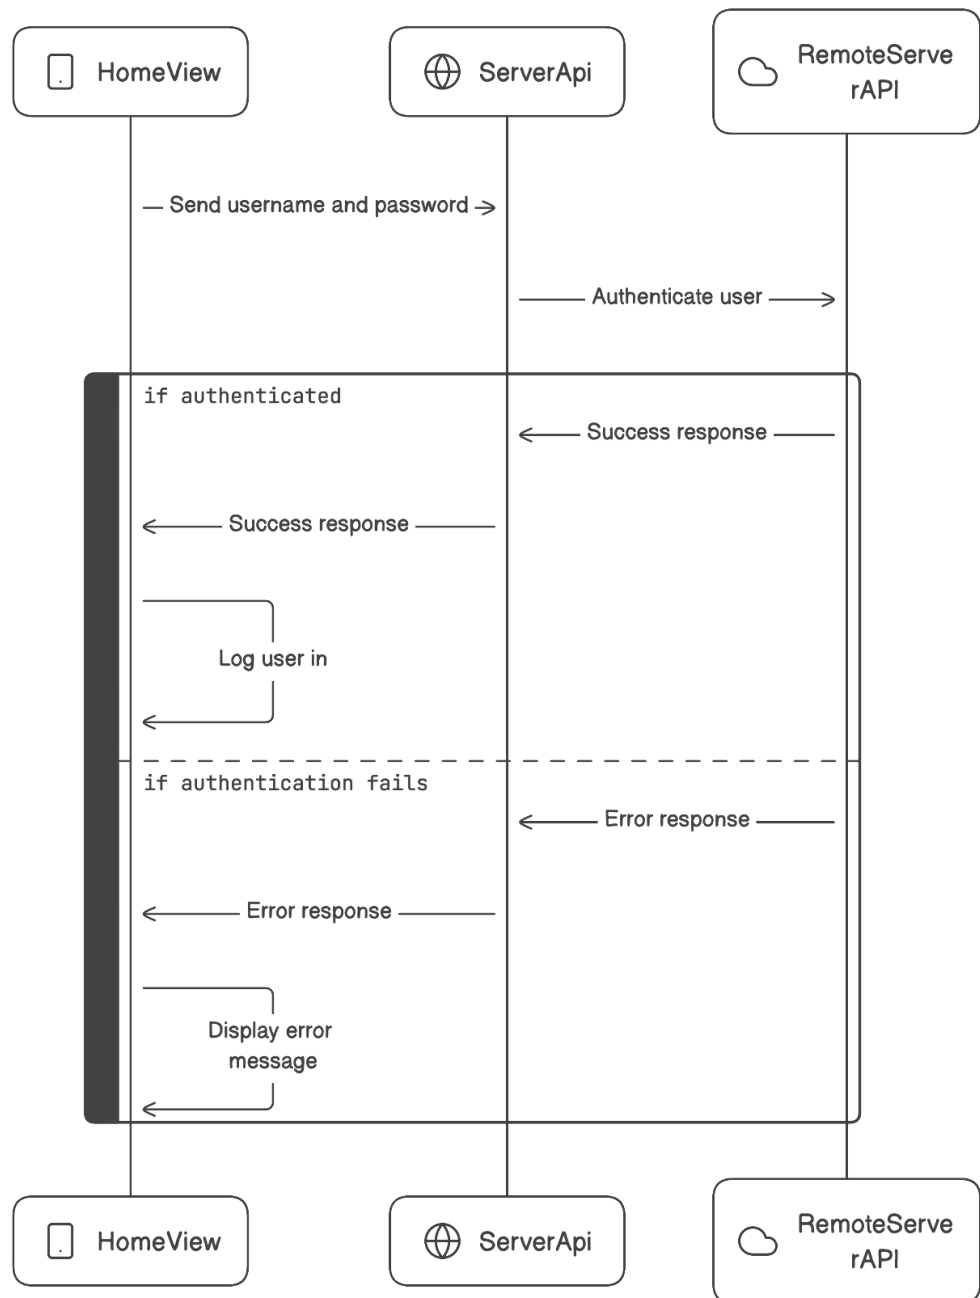 HomeView
ServerApi
RemoteServe
rAPI
Send username and password
Authenticate user
if authenticated
Success response
Success response
Log user in
if authentication fails
Error response
Error response
Display error
message
HomeView
ServerApi
RemoteServe
rAPI